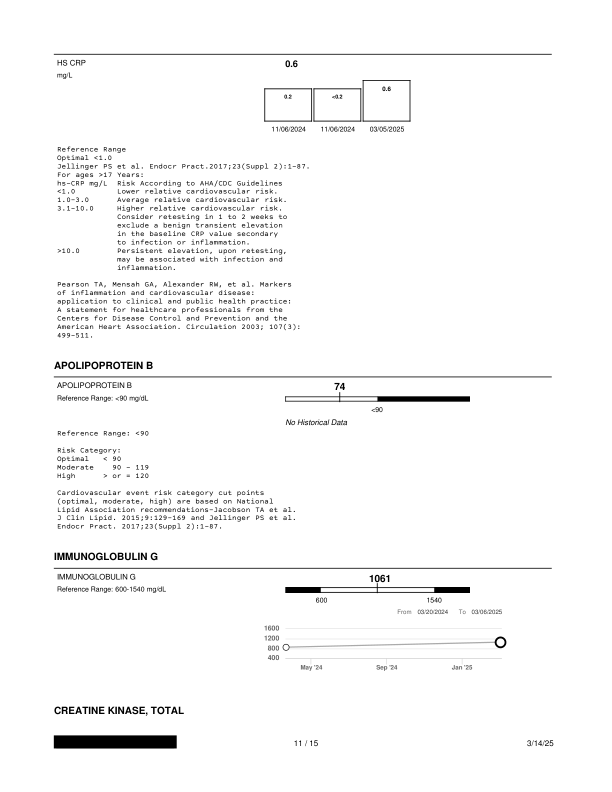 HS CRP
0.6
mg/L
0.2
<0.2
0.6
11/06/2024
11/06/2024
03/05/2025
Reference Range
Optimal <1.0
Jellinger PS et al. Endocr Pract.2017;23(Suppl 2):1-87.
For ages >17 Years:
hs-CRP mg/L Risk According to AHA/CDC Guidelines
<1.0 Lower relative cardiovascular risk.
1.0-3.0 Average relative cardiovascular risk.
3.1-10.0 Higher relative cardiovascular risk.
Consider retesting in 1 to 2 weeks to
exclude a benign transient elevation
in the baseline CRP value secondary
to infection or inflammation.
>10.0 Persistent elevation, upon retesting,
may be associated with infection and
inflammation.
Pearson TA, Mensah GA, Alexander RW, et al. Markers
of inflammation and cardiovascular disease:
application to clinical and public health practice:
A statement for healthcare professionals from the
Centers for Disease Control and Prevention and the
American Heart Association. Circulation 2003; 107(3):
499-511.
APOLIPOPROTEIN B
APOLIPOPROTEIN B
74
Reference Range: <90 mg/dL
<90
No Historical Data
Reference Range: <90
Risk Category:
Optimal < 90
Moderate 90 - 119
High > or = 120
Cardiovascular event risk category cut points
(optimal, moderate, high) are based on National
Lipid Association recommendations-Jacobson TA et al.
J Clin Lipid. 2015;9:129-169 and Jellinger PS et al.
Endocr Pract. 2017;23(Suppl 2):1-87.
IMMUNOGLOBULIN G
IMMUNOGLOBULIN G
1061
Reference Range: 600-1540 mg/dL
600
1540
From 03/20/2024 To 03/06/2025
1600
1200
800
400
May '24
Sep '24
Jan '25
CREATINE KINASE, TOTAL
11 / 15
3/14/25